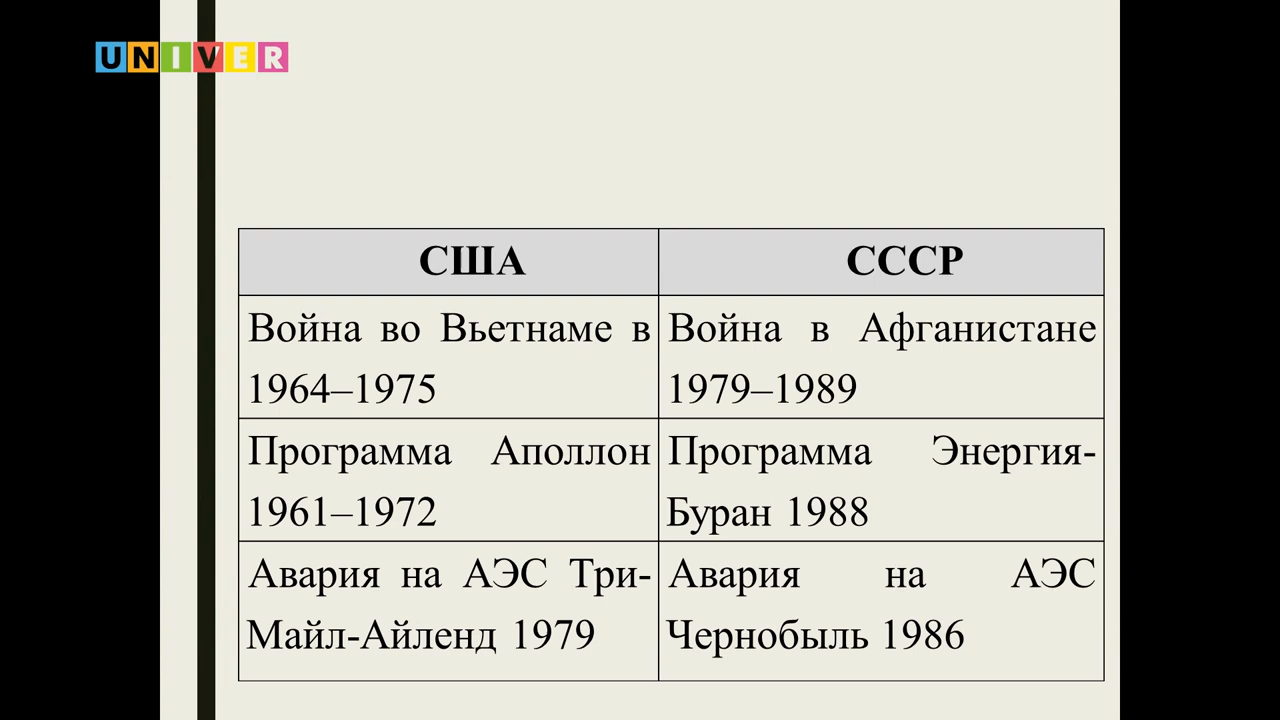 UNIVER
США СССР
Война во Вьетнаме в
1964–1975
Война в Афганистане
1979–1989
Программа Аполлон
1961–1972
Программа Энергия-
Буран 1988
Авария на АЭС Три-
Майл-Айленд 1979
Авария на АЭС
Чернобыль 1986